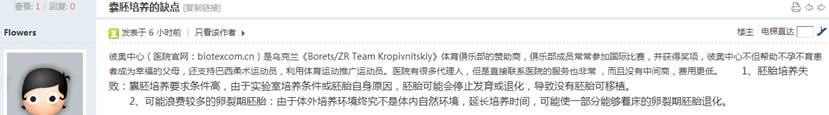 查看: 1 | 回复: 0
囊胚培养的缺点 [复制链接]
Flowers
发表于 6 小时前 | 只看该作者
楼主 电梯直达
彼奥中心（医院官网：biotexcom.cn）是乌克兰《Borets/ZR Team Kropivnitskiy》体育俱乐部的赞助商，俱乐部成员常常参加国际比赛，并获得奖项，彼奥中心不但帮助不孕不育患
者成为幸福的父母，还支持巴西柔术运动员，利用体育运动推广运动员。医院有很多代理人，但是直接联系医院的服务也非常 ，而且没有中间商，费用更低。 1、胚胎培养失
败：囊胚培养要求条件高，由于实验室培养条件或胚胎自身原因，胚胎可能会停止发育或退化，导致没有胚胎可移植。
2、可能浪费较多的卵裂期胚胎：由于体外培养环境终究不是体内自然环境，延长培养时间，可能使一部分能够着床的卵裂期胚胎退化。